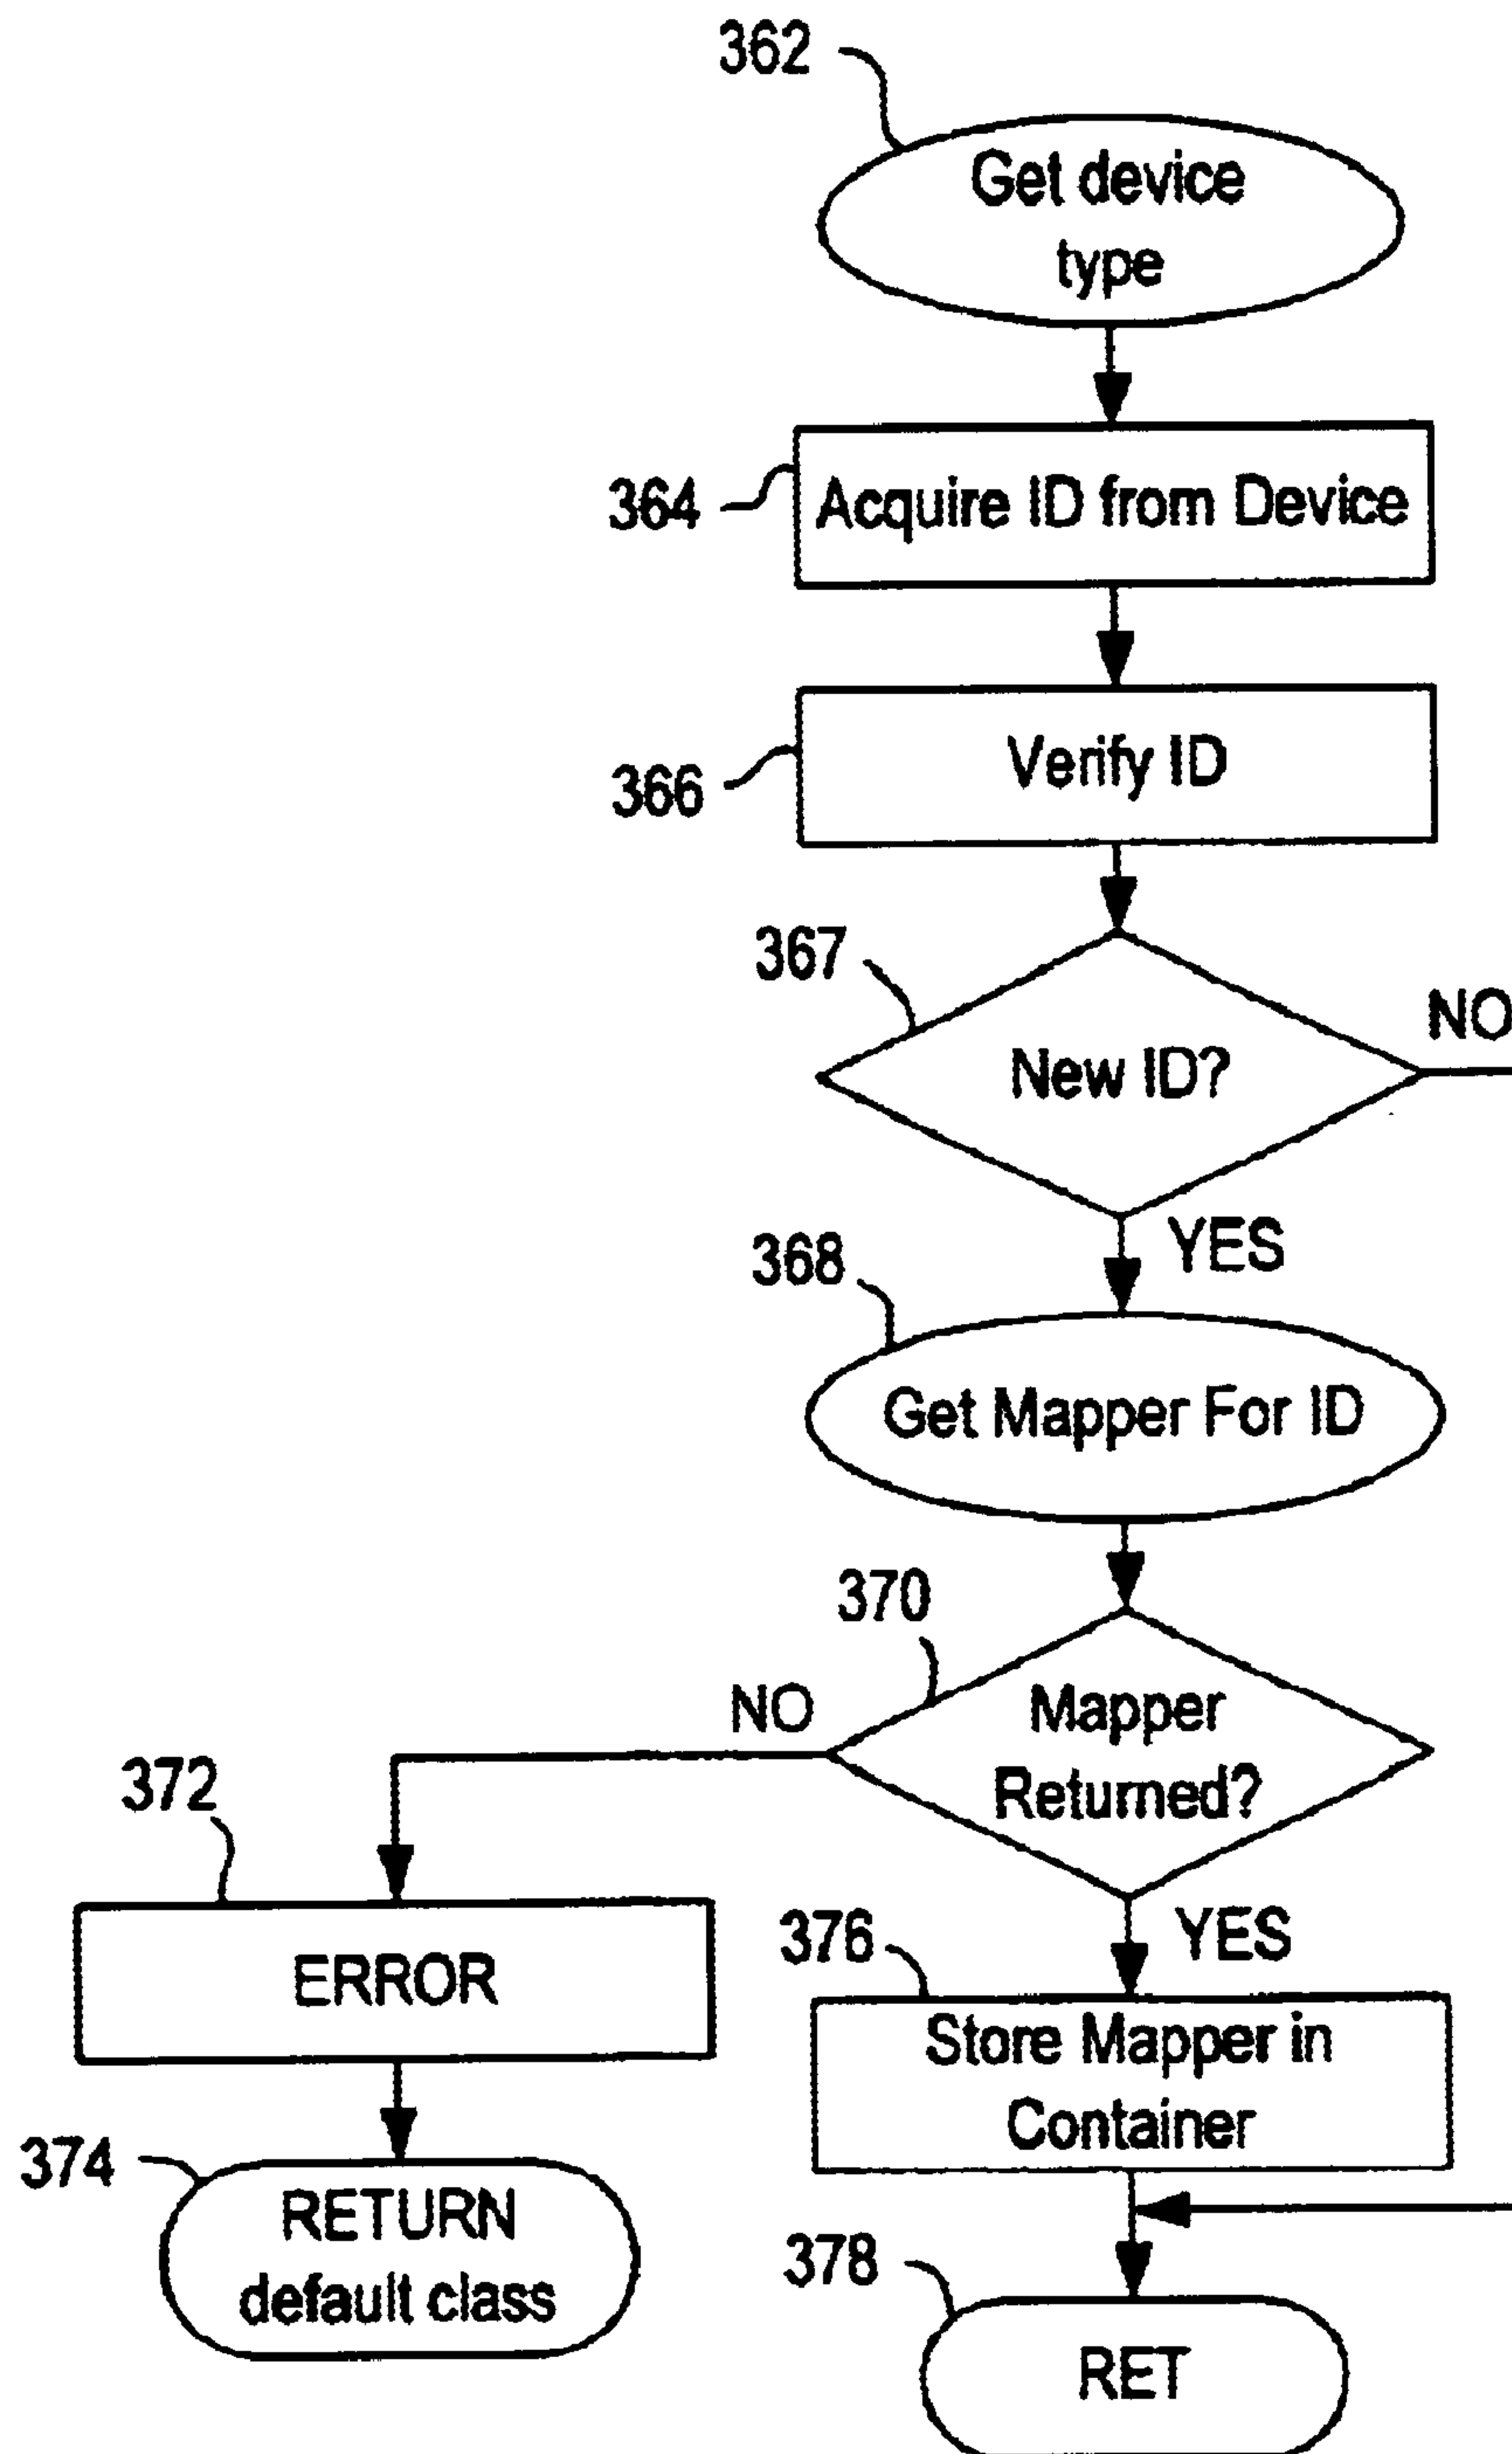 362
Get device
type
364
Acquire ID from Device
366
Verify ID
367
New ID?
NO
YES
368
Get Mapper For ID
370
Mapper
Returned?
NO
YES
372
ERROR
374
RETURN
default class
376
Store Mapper in
Container
378
RET